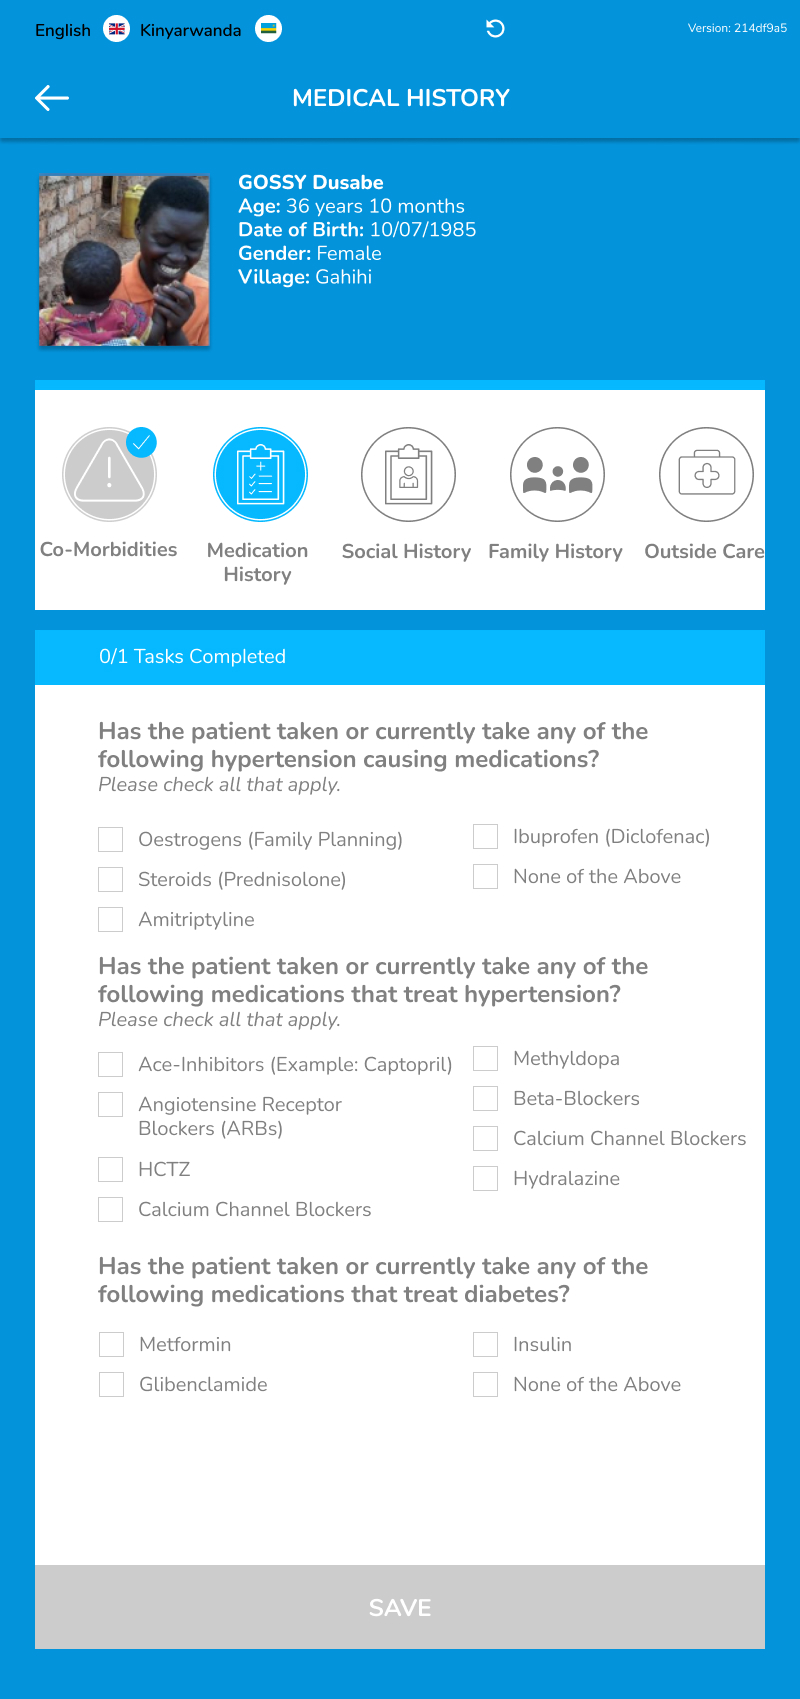 English Kinyarwanda Version: 214df9a5
MEDICAL HISTORY
GOSSY Dusabe
Age: 36 years 10 months
Date of Birth: 10/07/1985
Gender: Female
Village: Gahihi
Co-Morbidities
Medication
History
Social History
Family History
Outside Care
0/1 Tasks Completed
Has the patient taken or currently take any of the
following hypertension causing medications?
Please check all that apply.
Oestrogens (Family Planning)
Steroids (Prednisolone)
Amitriptyline
Ibuprofen (Diclofenac)
None of the Above
Has the patient taken or currently take any of the
following medications that treat hypertension?
Please check all that apply.
Ace-Inhibitors (Example: Captopril)
Angiotensine Receptor
Blockers (ARBs)
HCTZ
Calcium Channel Blockers
Methyldopa
Beta-Blockers
Calcium Channel Blockers
Hydralazine
Has the patient taken or currently take any of the
following medications that treat diabetes?
Metformin
Glibenclamide
Insulin
None of the Above
SAVE